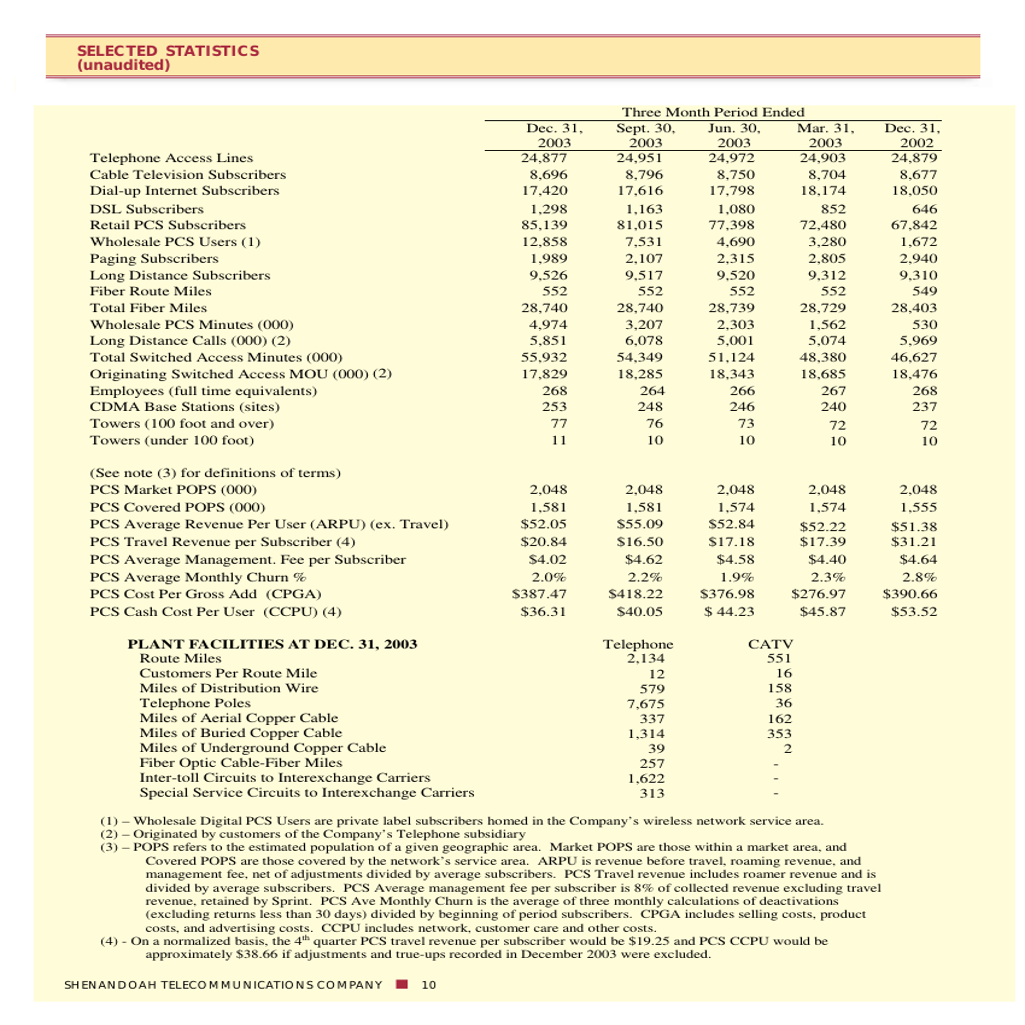 SELECTED STATISTICS
(unaudited)
Three Month Period Ended
Dec. 31, Sept. 30, Jun. 30, Mar. 31, Dec. 31,
2003 2003 2003 2003 2002
Telephone Access Lines 24,877 24,951 24,972 24,903 24,879
Cable Television Subscribers 8,696 8,796 8,750 8,704 8,677
Dial-up Internet Subscribers 17,420 17,616 17,798 18,174 18,050
DSL Subscribers 1,298 1,163 1,080 852 646
Retail PCS Subscribers 85,139 81,015 77,398 72,480 67,842
Wholesale PCS Users (1) 12,858 7,531 4,690 3,280 1,672
Paging Subscribers 1,989 2,107 2,315 2,805 2,940
Long Distance Subscribers 9,526 9,517 9,520 9,312 9,310
Fiber Route Miles 552 552 552 552 549
Total Fiber Miles 28,740 28,740 28,739 28,729 28,403
Wholesale PCS Minutes (000) 4,974 3,207 2,303 1,562 530
Long Distance Calls (000) (2) 5,851 6,078 5,001 5,074 5,969
Total Switched Access Minutes (000) 55,932 54,349 51,124 48,380 46,627
Originating Switched Access MOU (000) (2) 17,829 18,285 18,343 18,685 18,476
Employees (full time equivalents) 268 264 266 267 268
CDMA Base Stations (sites) 253 248 246 240 237
Towers (100 foot and over) 77 76 73 72 72
Towers (under 100 foot) 11 10 10 10 10
(See note (3) for definitions of terms)
PCS Market POPS (000) 2,048 2,048 2,048 2,048 2,048
PCS Covered POPS (000) 1,581 1,581 1,574 1,574 1,555
PCS Average Revenue Per User (ARPU) (ex. Travel) $52.05 $55.09 $52.84 $52.22 $51.38
PCS Travel Revenue per Subscriber (4) $20.84 $16.50 $17.18 $17.39 $31.21
PCS Average Management. Fee per Subscriber $4.02 $4.62 $4.58 $4.40 $4.64
PCS Average Monthly Churn % 2.0% 2.2% 1.9% 2.3% 2.8%
PCS Cost Per Gross Add (CPGA) $387.47 $418.22 $376.98 $276.97 $390.66
PCS Cash Cost Per User (CCPU) (4) $36.31 $40.05 $ 44.23 $45.87 $53.52
PLANT FACILITIES AT DEC. 31, 2003 Telephone CATV
Route Miles 2,134 551
Customers Per Route Mile 12 16
Miles of Distribution Wire 579 158
Telephone Poles 7,675 36
Miles of Aerial Copper Cable 337 162
Miles of Buried Copper Cable 1,314 353
Miles of Underground Copper Cable 39 2
Fiber Optic Cable-Fiber Miles 257 -
Inter-toll Circuits to Interexchange Carriers 1,622 -
Special Service Circuits to Interexchange Carriers 313 -
(1) – Wholesale Digital PCS Users are private label subscribers homed in the Company's wireless network service area.
(2) – Originated by customers of the Company's Telephone subsidiary
(3) – POPS refers to the estimated population of a given geographic area. Market POPS are those within a market area, and
Covered POPS are those covered by the network's service area. ARPU is revenue before travel, roaming revenue, and
management fee, net of adjustments divided by average subscribers. PCS Travel revenue includes roamer revenue and is
divided by average subscribers. PCS Average management fee per subscriber is 8% of collected revenue excluding travel
revenue, retained by Sprint. PCS Ave Monthly Churn is the average of three monthly calculations of deactivations
(excluding returns less than 30 days) divided by beginning of period subscribers. CPGA includes selling costs, product
costs, and advertising costs. CCPU includes network, customer care and other costs.
(4) - On a normalized basis, the 4th quarter PCS travel revenue per subscriber would be $19.25 and PCS CCPU would be
approximately $38.66 if adjustments and true-ups recorded in December 2003 were excluded.
SHENANDOAH TELECOMMUNICATIONS COMPANY 10